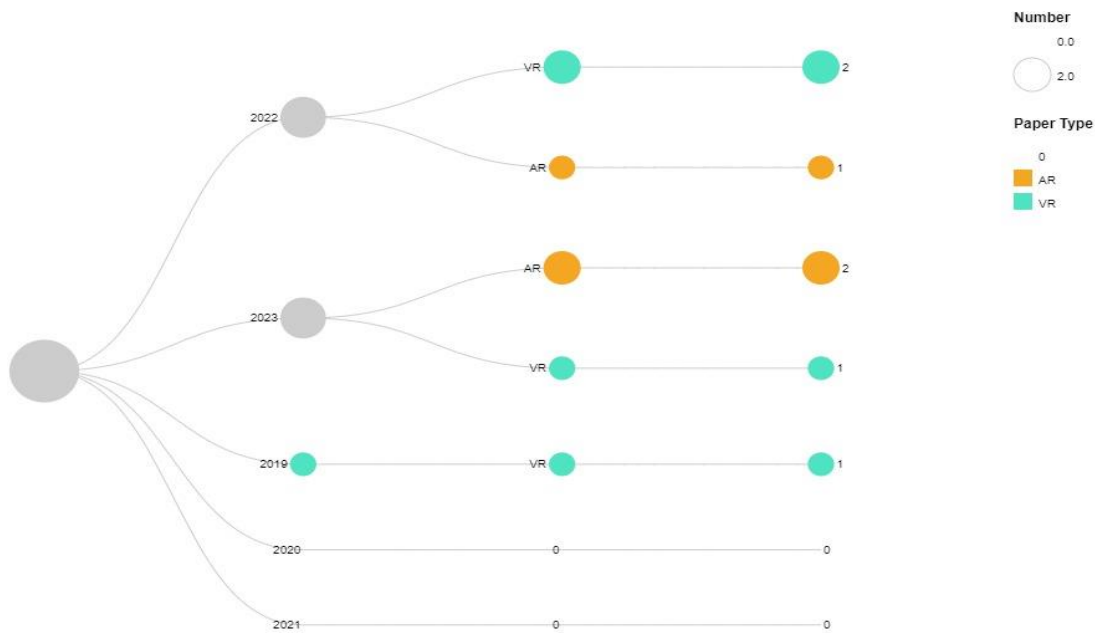 VR 2
2022
AR 1
AR 2
2023
VR 1
2019 VR 1
2020 0 0
2021 0 0
Number
0.0
2.0
Paper Type
0
AR
VR